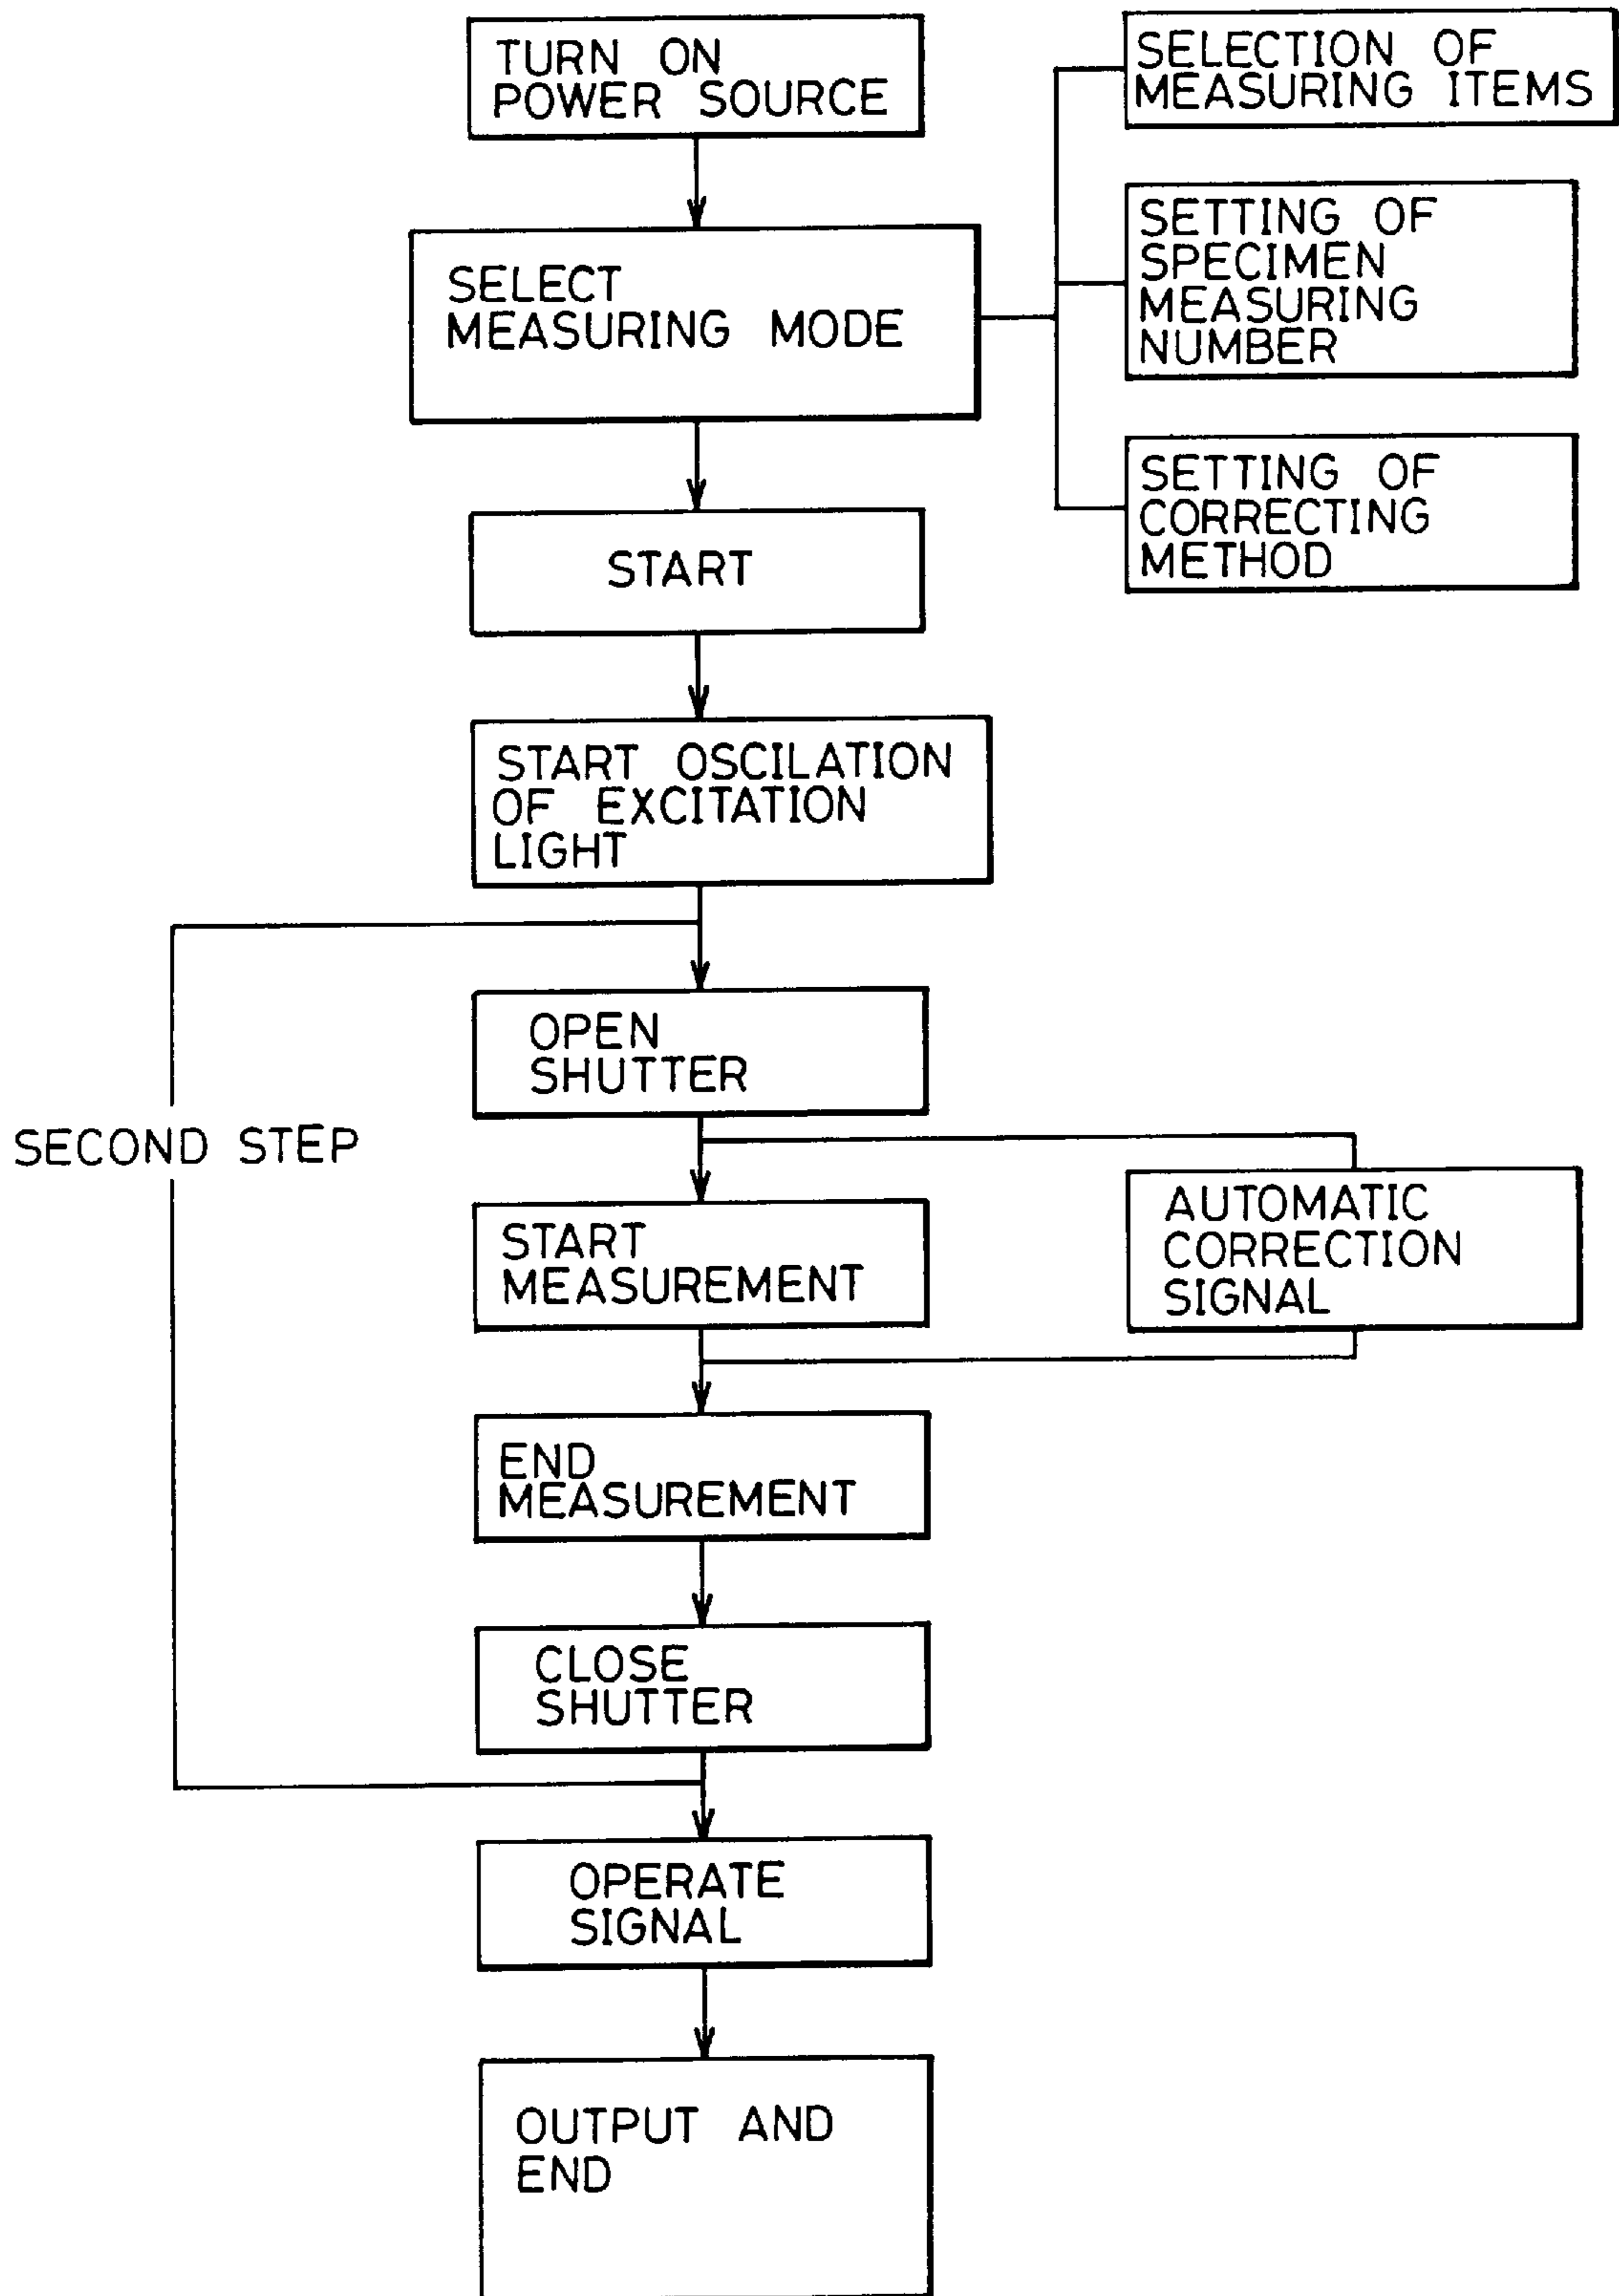 TURN ON
POWER SOURCE
SELECTION OF
MEASURING ITEMS
SELECT
MEASURING MODE
SETTING OF
SPECIMEN
MEASURING
NUMBER
SETTING OF
CORRECTING
METHOD
START
START OSCILATION
OF EXCITATION
LIGHT
OPEN
SHUTTER
SECOND STEP
START
MEASUREMENT
AUTOMATIC
CORRECTION
SIGNAL
END
MEASUREMENT
CLOSE
SHUTTER
OPERATE
SIGNAL
OUTPUT AND
END